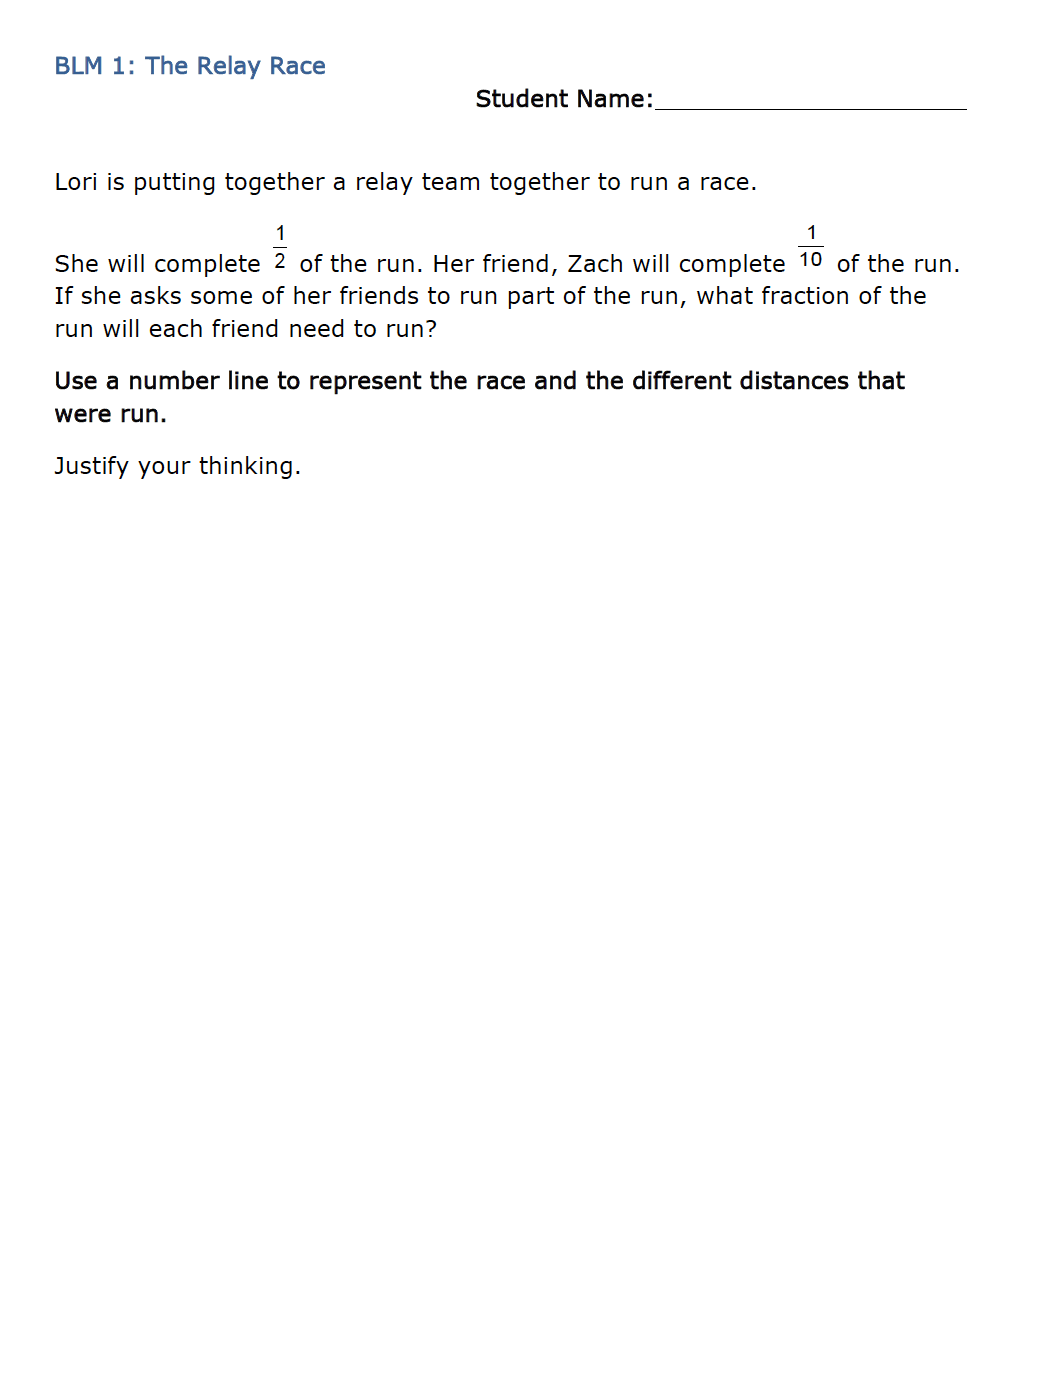 BLM 1: The Relay Race
Student Name:__________________________
Lori is putting together a relay team together to run a race.
She will complete 1/2 of the run. Her friend, Zach will complete 1/10 of the run.
If she asks some of her friends to run part of the run, what fraction of the
run will each friend need to run?
Use a number line to represent the race and the different distances that
were run.
Justify your thinking.